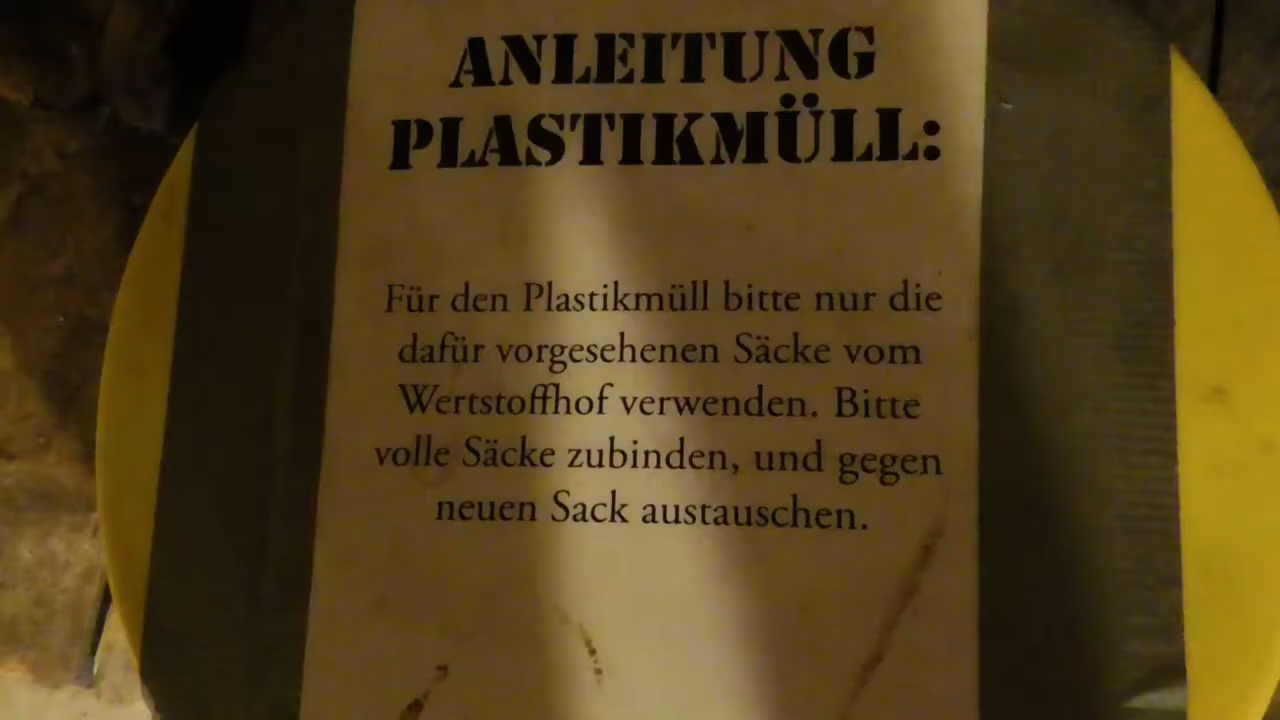 ANLEITUNG
PLASTIKMÜLL:
Für den Plastikmüll bitte nur die
dafür vorgesehenen Säcke vom
Wertstoffhof verwenden. Bitte
volle Säcke zubinden, und gegen
neuen Sack austauschen.